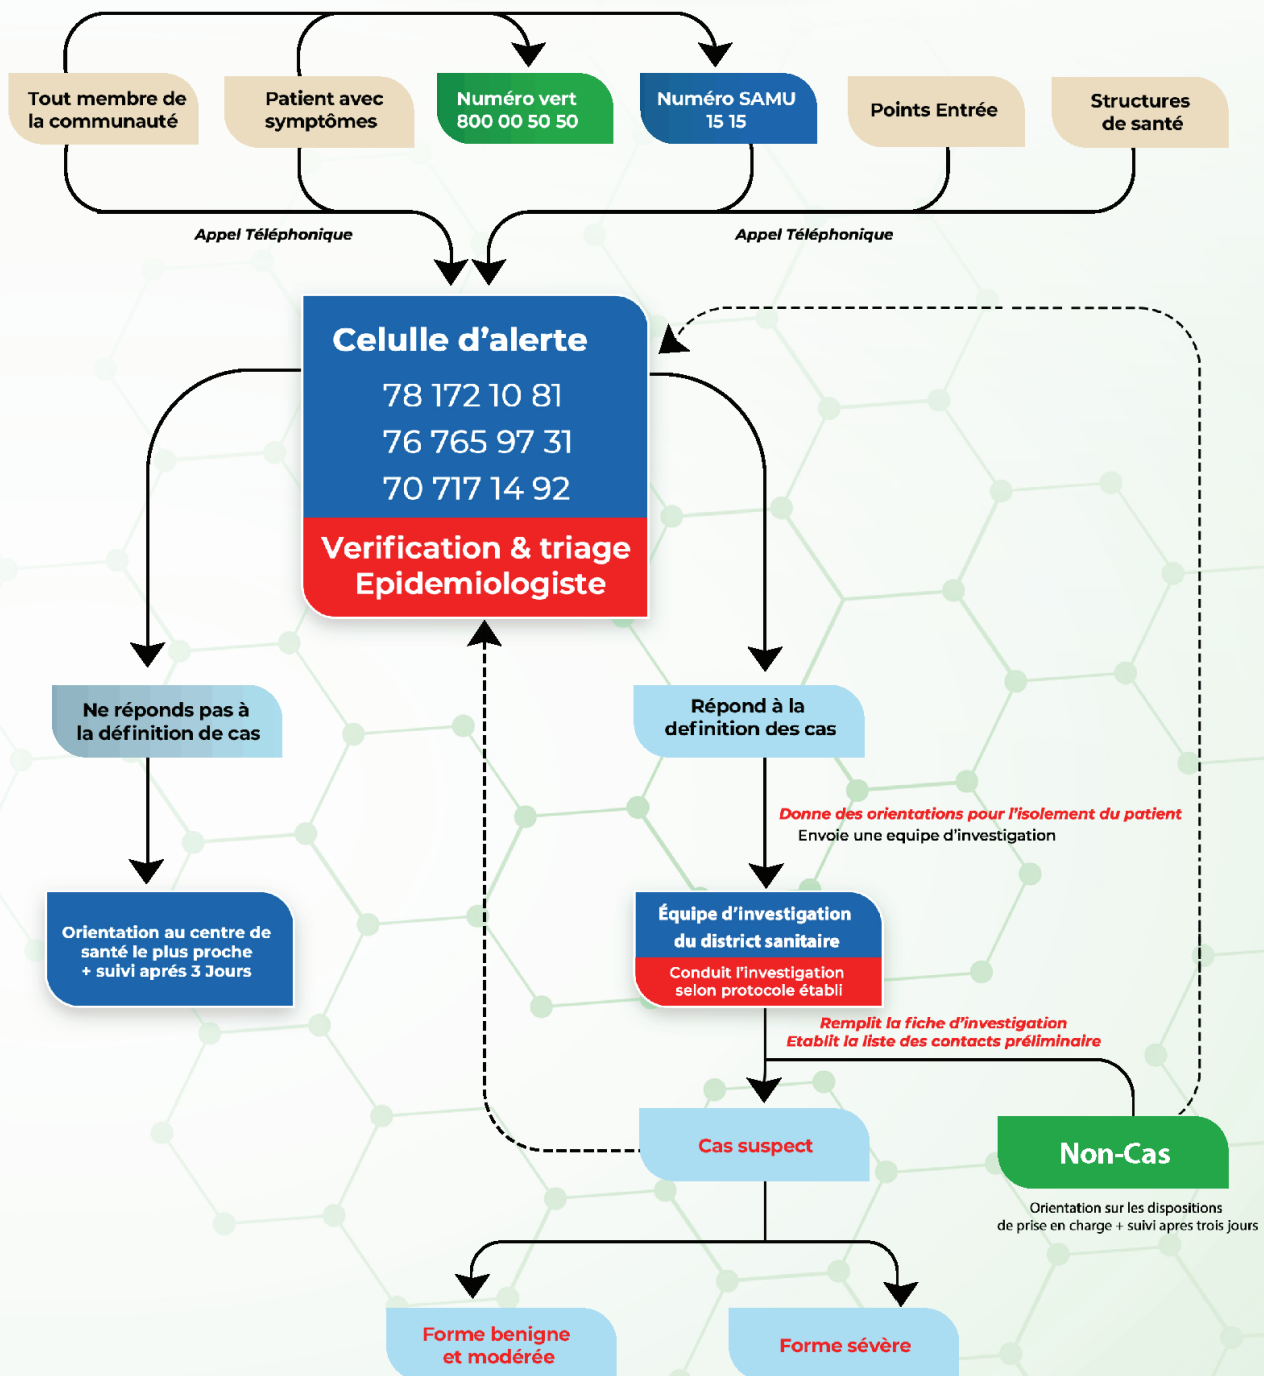 Tout membre de
la communauté
Patient avec
symptômes
Numéro vert
800 00 50 50
Numéro SAMU
15 15
Points Entrée
Structures
de santé
Appel Téléphonique
Appel Téléphonique
Celulle d'alerte
78 172 10 81
76 765 97 31
70 717 14 92
Verification & triage
Epidemiologiste
Ne réponds pas à
la définition de cas
Répond à la
definition des cas
Donne des orientations pour l'isolement du patient
Envoie une equipe d'investigation
Orientation au centre de
santé le plus proche
+ suivi aprés 3 Jours
Équipe d'investigation
du district sanitaire
Conduit l'investigation
selon protocole établi
Remplit la fiche d'investigation
Etablit la liste des contacts préliminaire
Cas suspect
Non-Cas
Orientation sur les dispositions
de prise en charge + suivi apres trois jours
Forme benigne
et modérée
Forme sévère